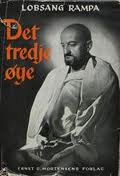 LOBSANG RAMPA
Det
tredje
øye
ERNST G. MORTENSENS FORLAG